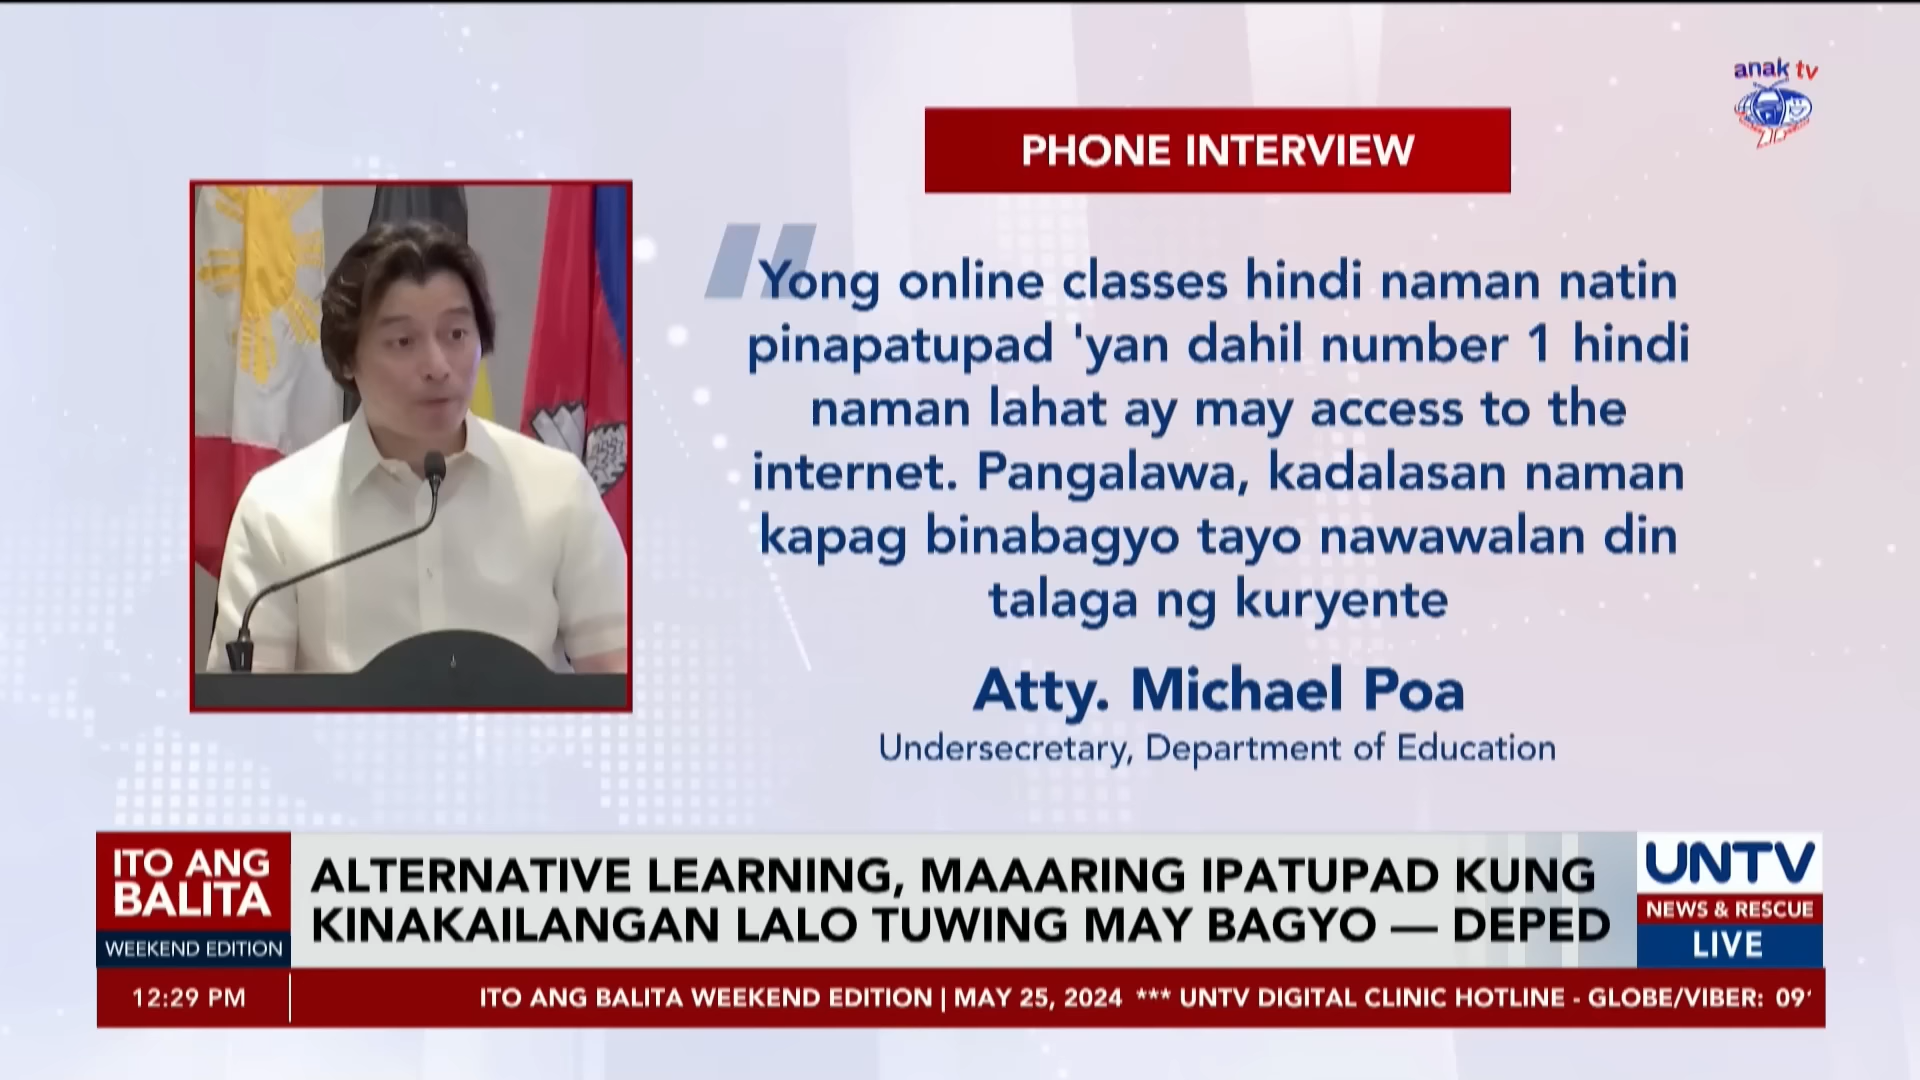 anak tv
PHONE INTERVIEW
"Yong online classes hindi naman natin
pinapatupad 'yan dahil number 1 hindi
naman lahat ay may access to the
internet. Pangalawa, kadalasan naman
kapag binabagyo tayo nawawalan din
talaga ng kuryente
Atty. Michael Poa
Undersecretary, Department of Education
ITO ANG
BALITA
WEEKEND EDITION
ALTERNATIVE LEARNING, MAAARING IPATUPAD KUNG
KINAKAILANGAN LALO TUWING MAY BAGYO — DEPED
UNTV
NEWS & RESCUE
LIVE
12:29 PM
ITO ANG BALITA WEEKEND EDITION | MAY 25, 2024 *** UNTV DIGITAL CLINIC HOTLINE - GLOBE/VIBER: 09